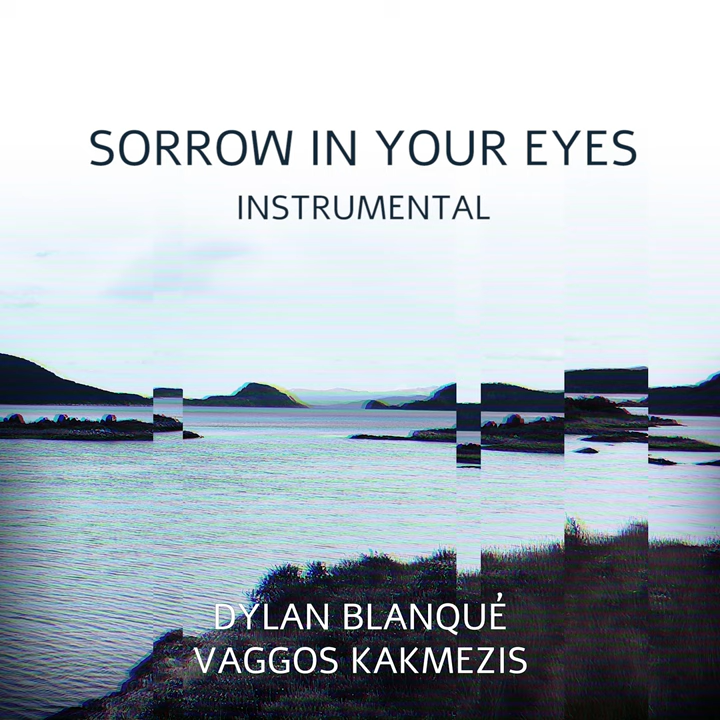 SORROW IN YOUR EYES
INSTRUMENTAL
DYLAN BLANQUÉ
VAGGOS KAKMEZIS